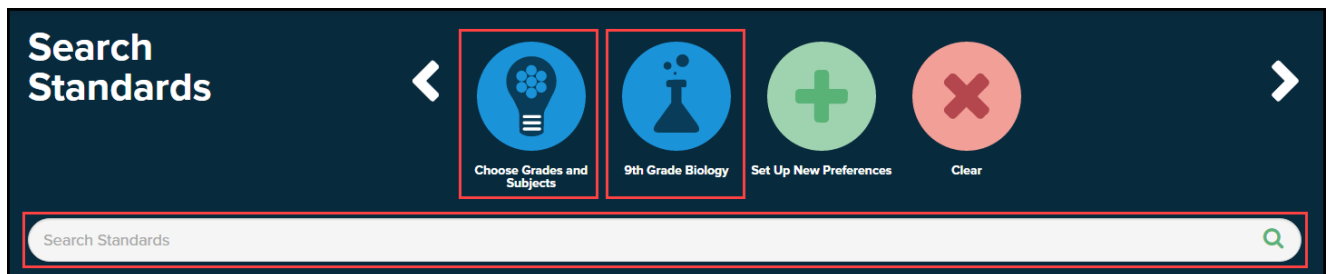 Search
Standards
Choose Grades and
Subjects
9th Grade Biology
Set Up New Preferences
Clear
Search Standards